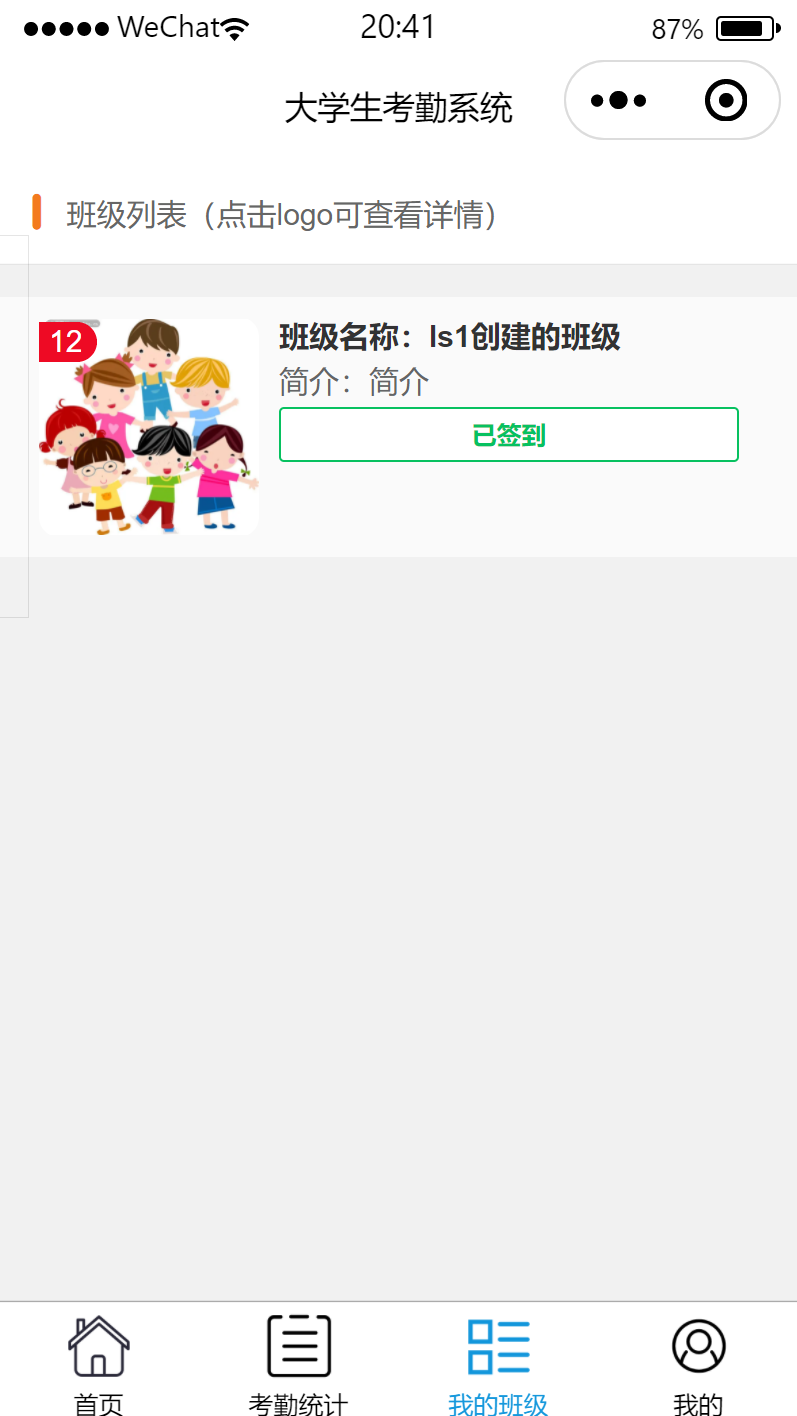 WeChat 20:41 87%
大学生考勤系统
班级列表（点击logo可查看详情）
12
班级名称：ls1创建的班级
简介：简介
已签到
首页 考勤统计 我的班级 我的